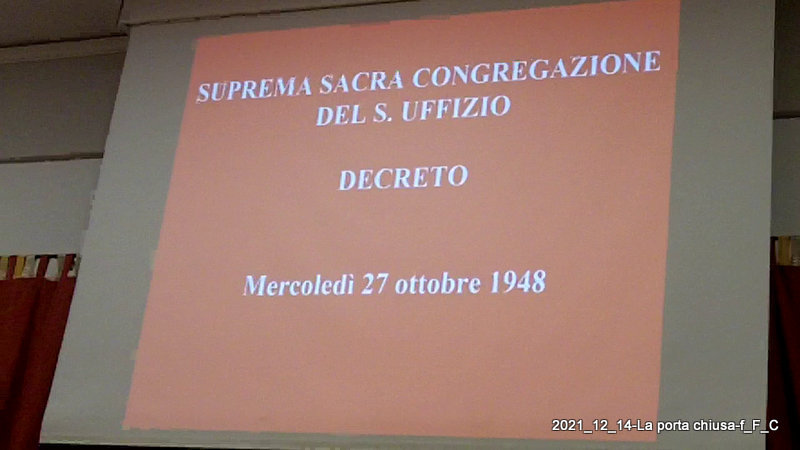 SUPREMA SACRA CONGREGAZIONE
DEL S. UFFIZIO
DECRETO
Mercoledì 27 ottobre 1948
2021_12_14-La porta chiusa-f_F_C